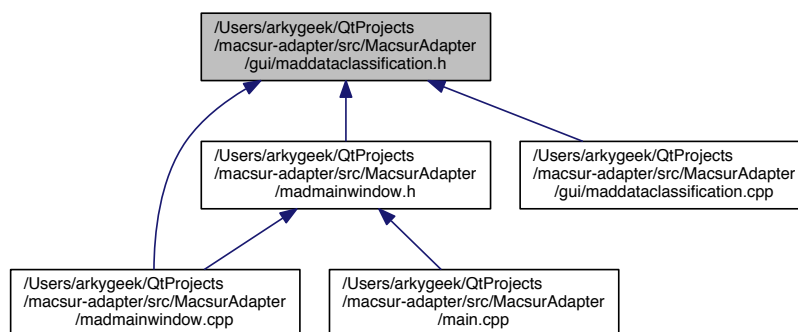 /Users/arkygeek/QtProjects
/macsur-adapter/src/MacsurAdapter
/gui/maddataclassification.h
/Users/arkygeek/QtProjects
/macsur-adapter/src/MacsurAdapter
/madmainwindow.h
/Users/arkygeek/QtProjects
/macsur-adapter/src/MacsurAdapter
/gui/maddataclassification.cpp
/Users/arkygeek/QtProjects
/macsur-adapter/src/MacsurAdapter
/madmainwindow.cpp
/Users/arkygeek/QtProjects
/macsur-adapter/src/MacsurAdapter
/main.cpp